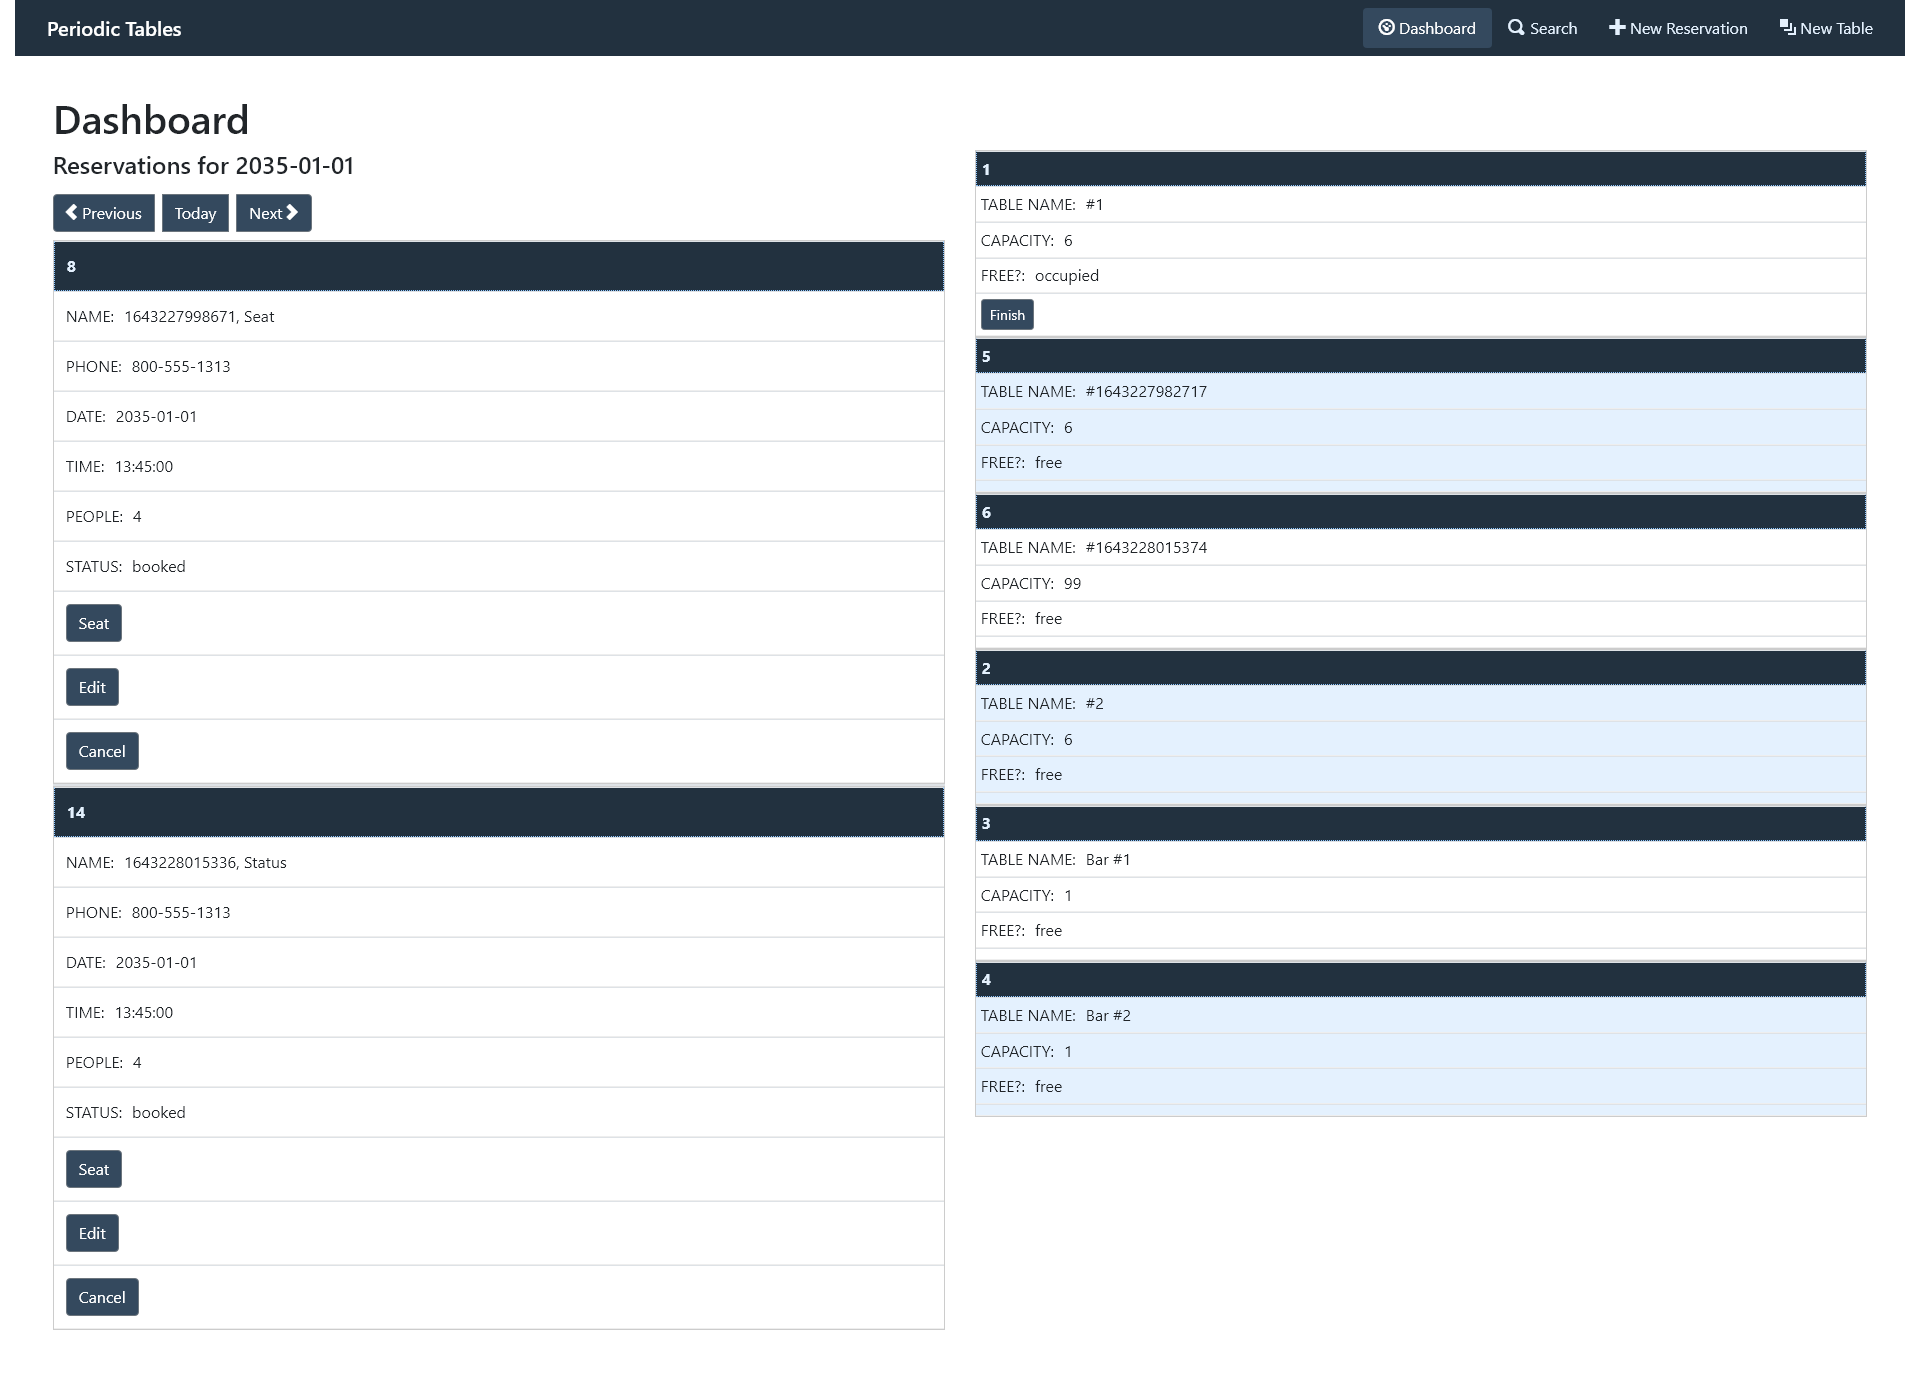 Periodic Tables
Dashboard
Search
New Reservation
New Table
Dashboard
Reservations for 2035-01-01
Previous
Today
Next
8
NAME: 1643227998671, Seat
PHONE: 800-555-1313
DATE: 2035-01-01
TIME: 13:45:00
PEOPLE: 4
STATUS: booked
Seat
Edit
Cancel
14
NAME: 1643228015336, Status
PHONE: 800-555-1313
DATE: 2035-01-01
TIME: 13:45:00
PEOPLE: 4
STATUS: booked
Seat
Edit
Cancel
1
TABLE NAME: #1
CAPACITY: 6
FREE?: occupied
Finish
5
TABLE NAME: #1643227982717
CAPACITY: 6
FREE?: free
6
TABLE NAME: #1643228015374
CAPACITY: 99
FREE?: free
2
TABLE NAME: #2
CAPACITY: 6
FREE?: free
3
TABLE NAME: Bar #1
CAPACITY: 1
FREE?: free
4
TABLE NAME: Bar #2
CAPACITY: 1
FREE?: free